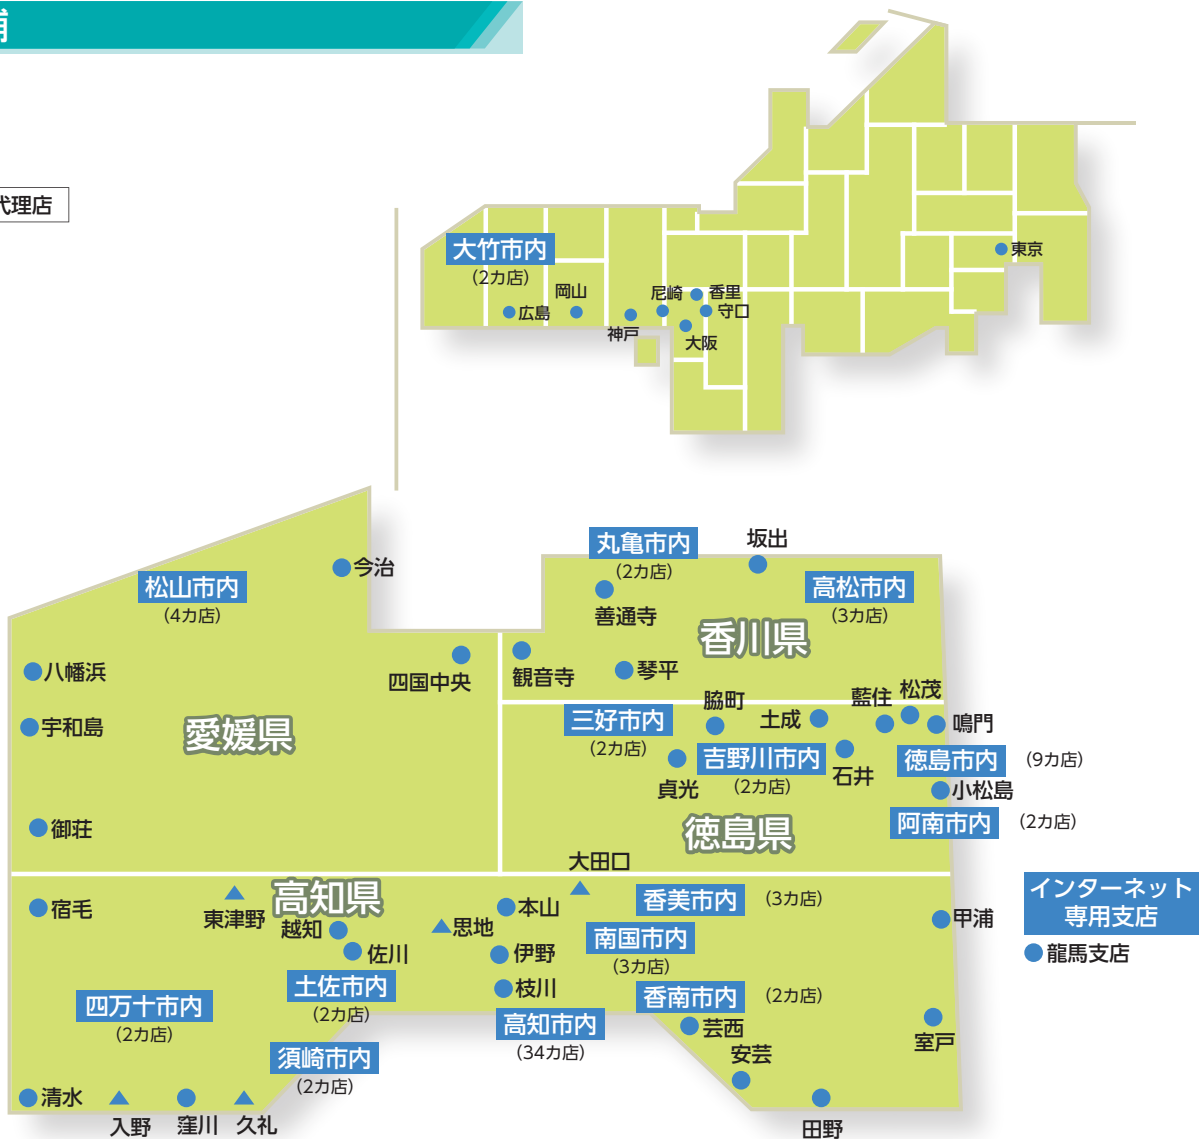 舗
代理店
大竹市内
(2カ店)
広島
岡山
神戸
尼崎
香里
守口
大阪
東京
松山市内
(4カ店)
今治
八幡浜
宇和島
御荘
四国中央
愛媛県
丸亀市内
(2カ店)
坂出
高松市内
(3カ店)
善通寺
香川県
観音寺
琴平
三好市内
(2カ店)
脇町
土成
藍住
松茂
鳴門
貞光
吉野川市内
(2カ店)
石井
徳島市内
(9カ店)
小松島
阿南市内
(2カ店)
徳島県
大田口
宿毛
東津野
高知県
越知
佐川
思地
本山
伊野
枝川
香美市内
(3カ店)
南国市内
(3カ店)
香南市内
(2カ店)
甲浦
四万十市内
(2カ店)
土佐市内
(2カ店)
須崎市内
(2カ店)
高知市内
(34カ店)
芸西
安芸
室戸
田野
清水
入野
窪川
久礼
インターネット
専用支店
龍馬支店